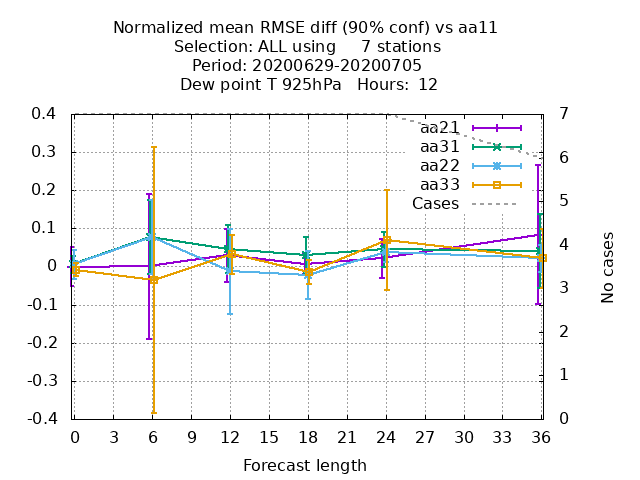 Normalized mean RMSE diff (90% conf) vs aa11
Selection: ALL using     7 stations
Period: 20200629-20200705
Dew point T 925hPa   Hours:  12
0.4
0.3
0.2
0.1
0
-0.1
-0.2
-0.3
-0.4
aa21
aa31
aa22
aa33
Cases
7
6
5
4
3
2
1
0
No cases
0 3 6 9 12 15 18 21 24 27 30 33 36
Forecast length